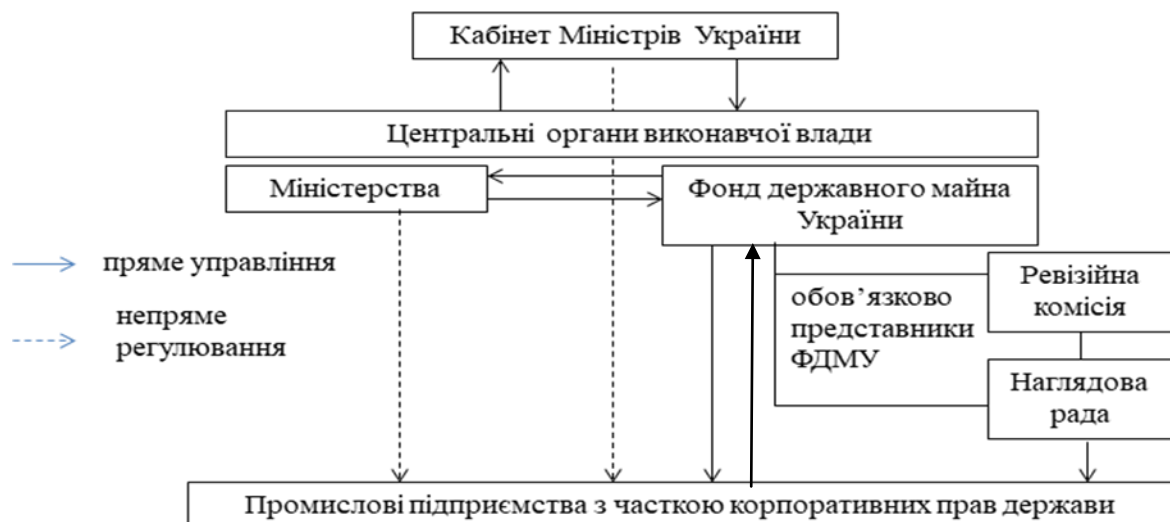 Кабінет Міністрів України
Центральні органи виконавчої влади
Міністерства
Фонд державного майна
України
пряме управління
непряме
регулювання
обов’язково
представники
ФДМУ
Ревізійна
комісія
Наглядова
рада
Промислові підприємства з часткою корпоративних прав держави